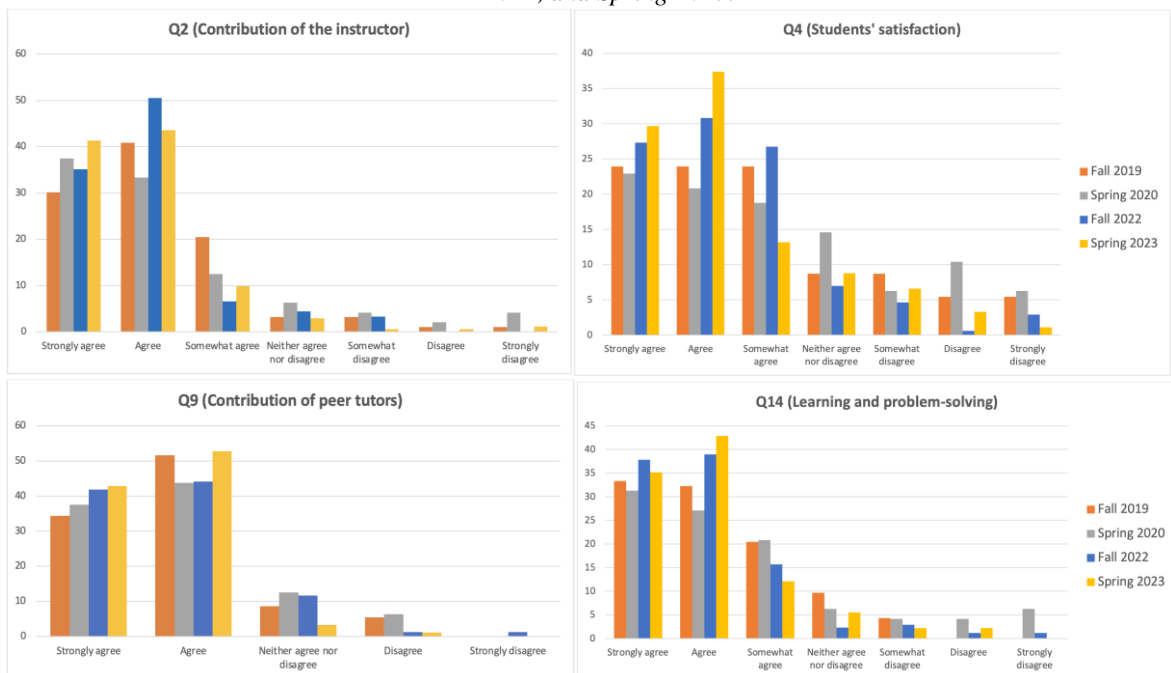 Q2 (Contribution of the instructor)
60
50
40
30
20
10
0
Strongly agree
Agree
Somewhat agree
Neither agree
nor disagree
Somewhat
disagree
Disagree
Strongly
disagree
Q4 (Students' satisfaction)
40
35
30
25
20
15
10
5
0
Strongly agree
Agree
Somewhat
agree
Neither agree
nor disagree
Somewhat
disagree
Disagree
Strongly
disagree
Fall 2019
Spring 2020
Fall 2022
Spring 2023
Q9 (Contribution of peer tutors)
60
50
40
30
20
10
0
Strongly agree
Agree
Neither agree nor
disagree
Disagree
Strongly disagree
Q14 (Learning and problem-solving)
45
40
35
30
25
20
15
10
5
0
Strongly agree
Agree
Somewhat
agree
Neither agree
nor disagree
Somewhat
disagree
Disagree
Strongly
disagree
Fall 2019
Spring 2020
Fall 2022
Spring 2023